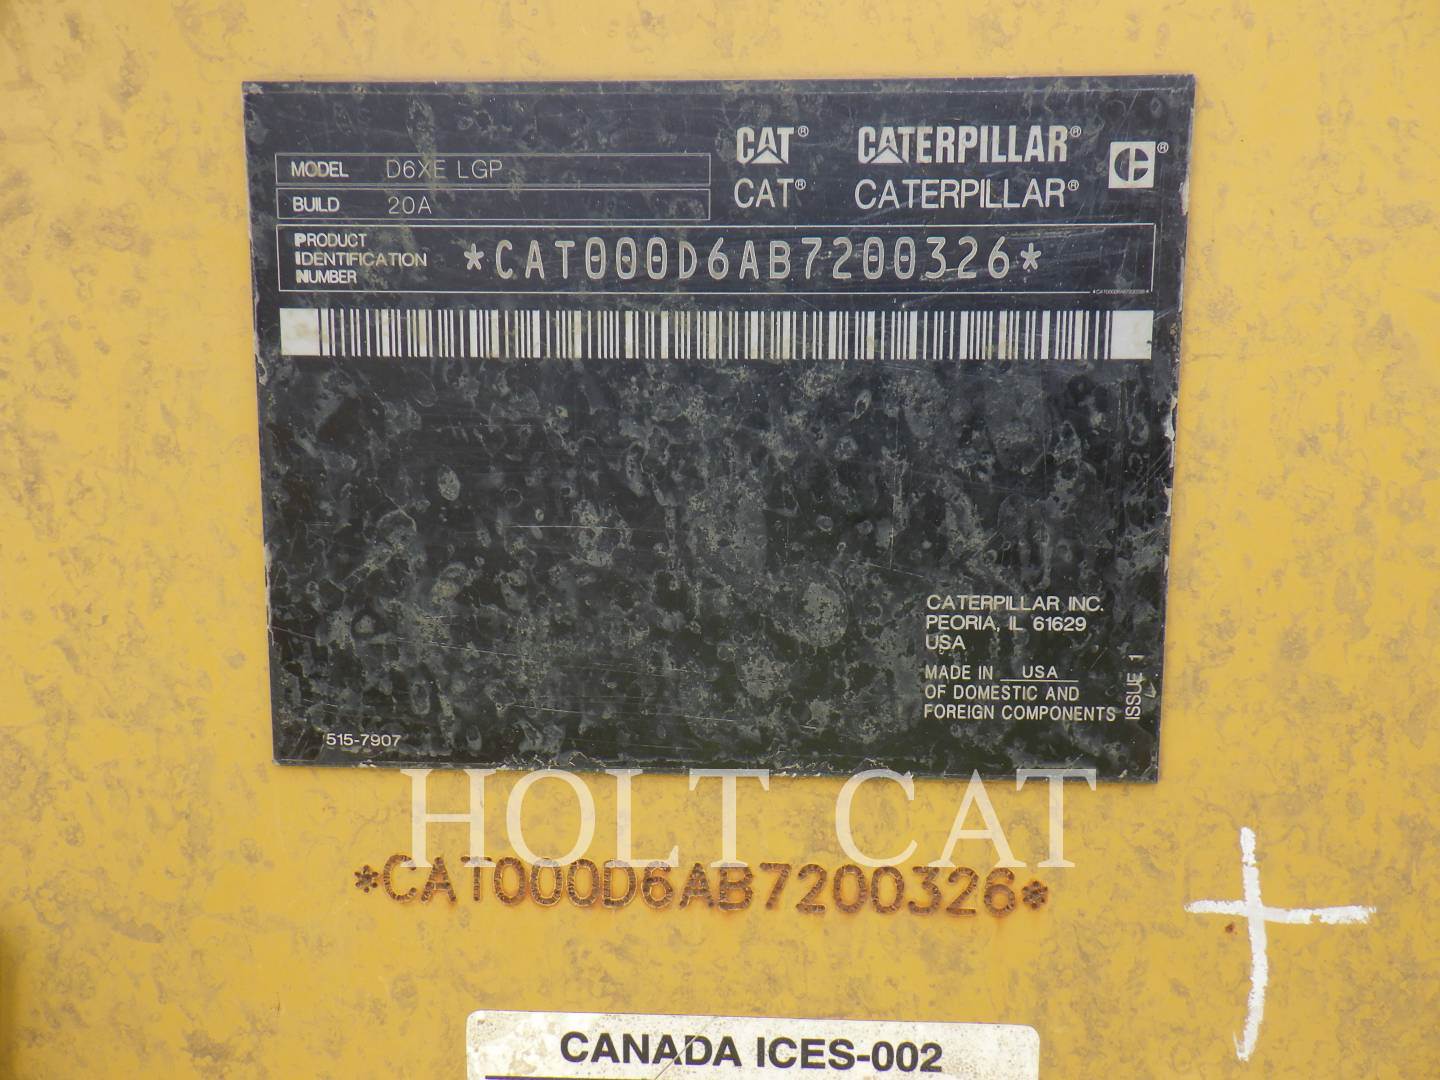 CAT® CATERPILLAR®
CAT® CATERPILLAR®
MODEL D6XE LGP
BUILD 20A
PRODUCT
IDENTIFICATION
NUMBER
*CAT000D6AB7200326*
*CAT000D6AB7200326*
CATERPILLAR INC.
PEORIA, IL 61629
USA
MADE IN USA
OF DOMESTIC AND
FOREIGN COMPONENTS
ISSUE 1
515-7907
HOLT CAT
*CAT000D6AB7200326*
CANADA ICES-002